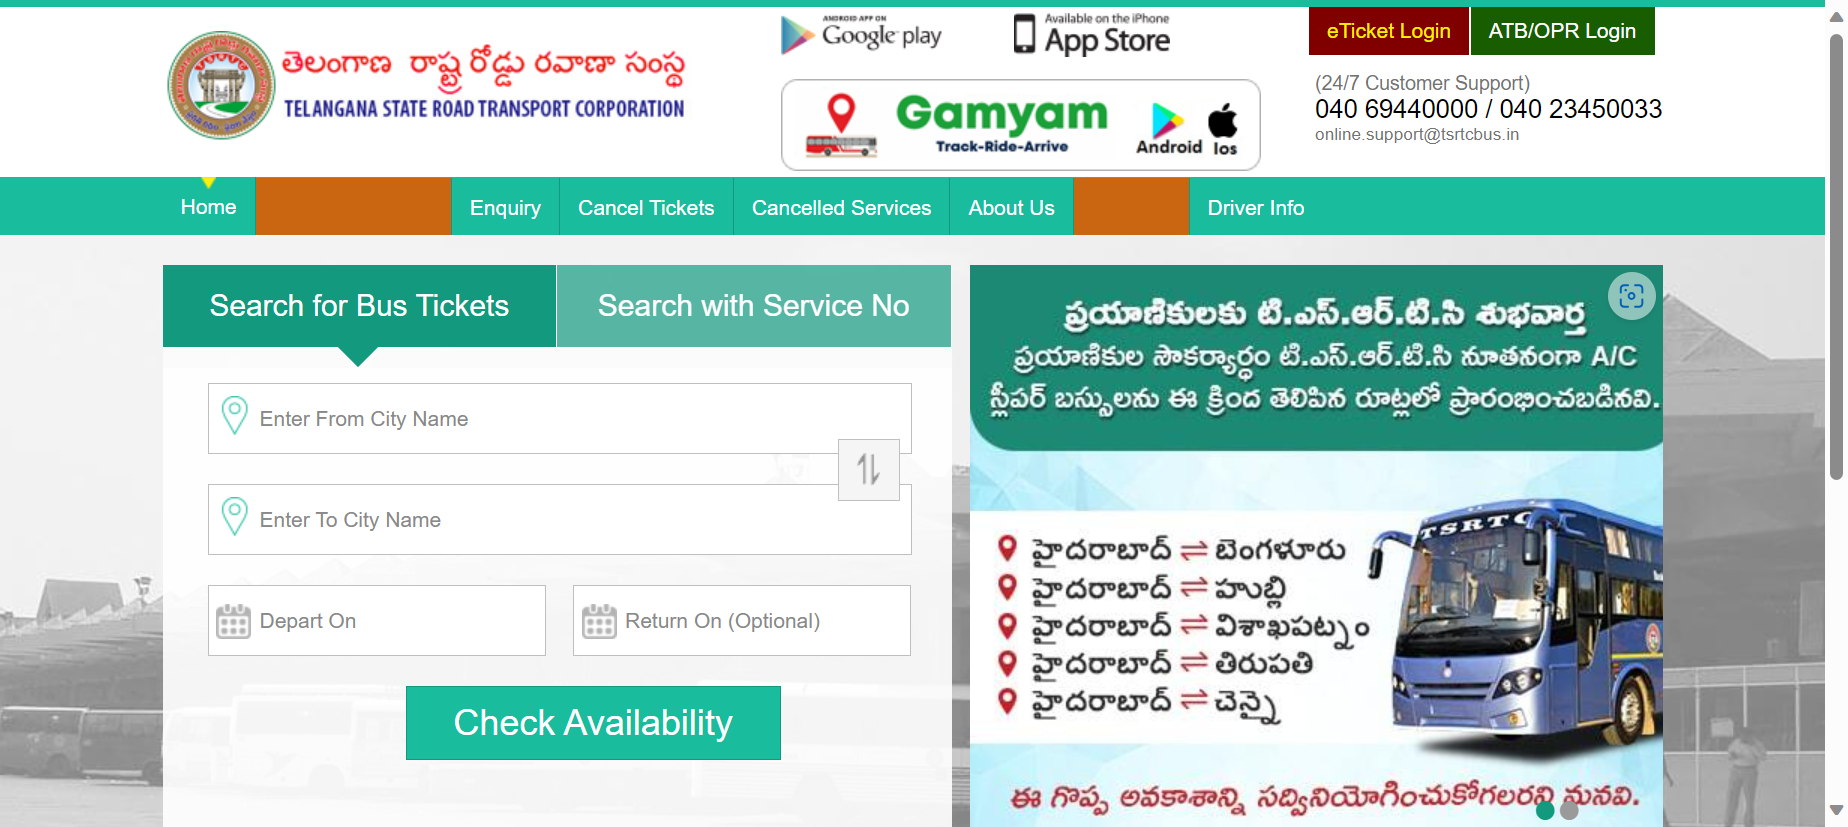 తెలంగాణ రాష్ట్ర రోడ్డు రవాణా సంస్థ
TELANGANA STATE ROAD TRANSPORT CORPORATION
ANDROID APP ON
Google play
Available on the iPhone
App Store
Gamyam
Track-Ride-Arrive
Android Ios
eTicket Login
ATB/OPR Login
(24/7 Customer Support)
040 69440000 / 040 23450033
online.support@tsrtcbus.in
Home
Enquiry
Cancel Tickets
Cancelled Services
About Us
Driver Info
Search for Bus Tickets
Search with Service No
Enter From City Name
Enter To City Name
Depart On
Return On (Optional)
Check Availability
ప్రయాణికులకు టి.ఎస్.ఆర్.టి.సి శుభవార్త
ప్రయాణికుల సౌకర్యార్థం టి.ఎస్.ఆర్.టి.సి నూతనంగా A/C
స్లీపర్ బస్సులను ఈ క్రింద తెలిపిన రూట్లలో ప్రారంభించబడినవి.
TSRTC
హైదరాబాద్ ⇌ బెంగళూరు
హైదరాబాద్ ⇌ హుబ్లి
హైదరాబాద్ ⇌ విశాఖపట్నం
హైదరాబాద్ ⇌ తిరుపతి
హైదరాబాద్ ⇌ చెన్నై
ఈ గొప్ప అవకాశాన్ని సద్వినియోగించుకోగలరని మనవి.